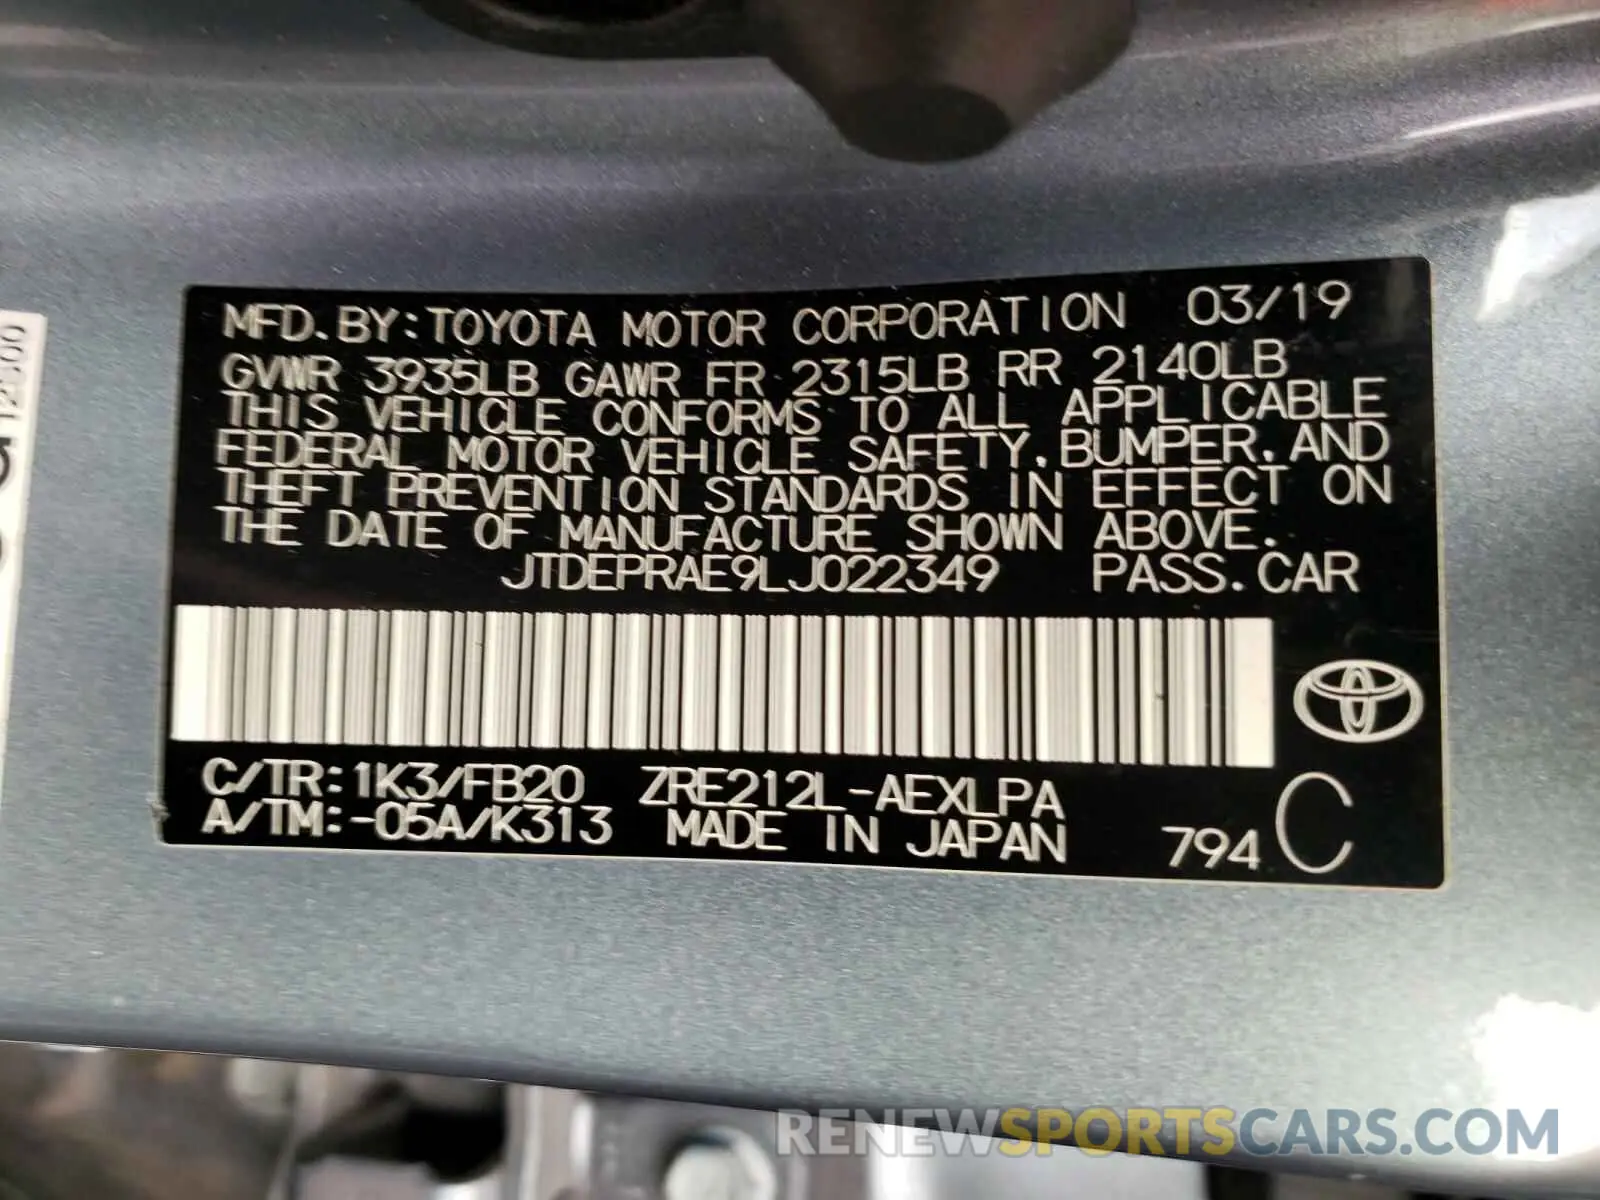 MFD. BY: TOYOTA MOTOR CORPORATION 03/19
GVWR 3935LB GAWR FR 2315LB RR 2140LB
THIS VEHICLE CONFORMS TO ALL APPLICABLE
FEDERAL MOTOR VEHICLE SAFETY, BUMPER, AND
THEFT PREVENTION STANDARDS IN EFFECT ON
THE DATE OF MANUFACTURE SHOWN ABOVE.
JTDEPRAE9LJ022349 PASS. CAR
C/TR: 1K3/FB20 ZRE212L-AEXLPA
A/TM: -05A/K313 MADE IN JAPAN 794 C
RENEWSPORTSCARS.COM